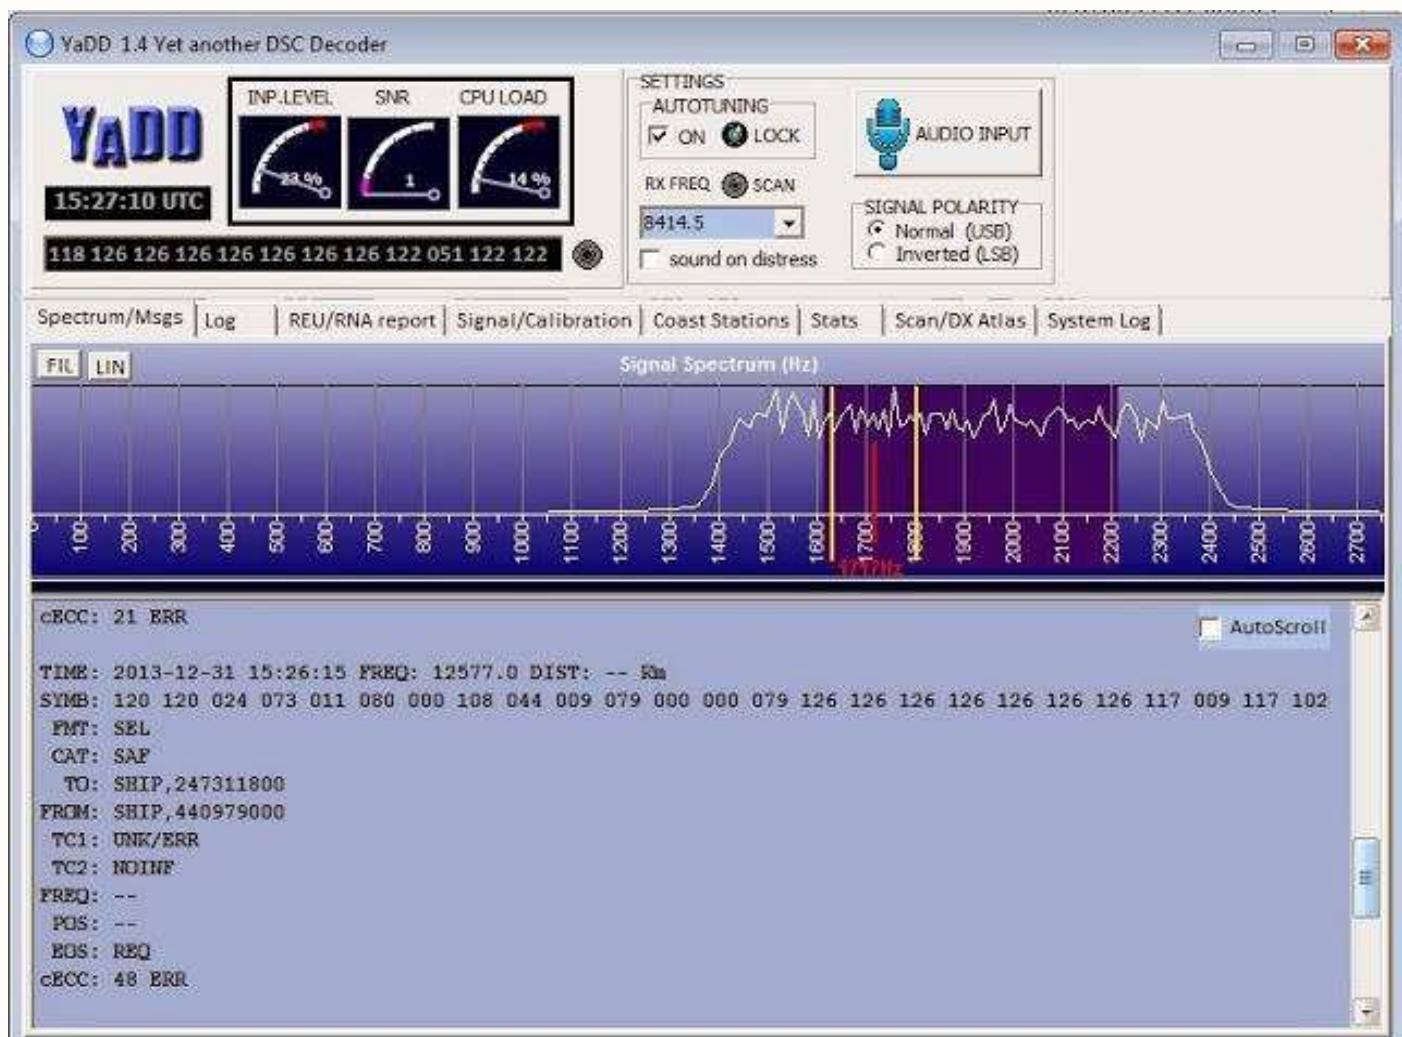 YaDD 1.4 Yet another DSC Decoder
YADD
INP.LEVEL SNR CPU LOAD
23 % 1 14 %
15:27:10 UTC
118 126 126 126 126 126 126 126 122 051 122 122
SETTINGS
AUTOTUNING
ON LOCK
RX FREQ SCAN
8414.5
sound on distress
AUDIO INPUT
SIGNAL POLARITY
Normal (USB)
Inverted (LSB)
Spectrum/Msgs Log REU/RNA report Signal/Calibration Coast Stations Stats Scan/DX Atlas System Log
FIL LIN Signal Spectrum (Hz)
100 200 300 400 500 600 700 800 900 1000 1100 1200 1300 1400 1500 1600 1700 1800 1900 2000 2100 2200 2300 2400 2500 2600 2700
1717Hz
cECC: 21 ERR
AutoScroll
TIME: 2013-12-31 15:26:15 FREQ: 12577.0 DIST: -- Km
SYMB: 120 120 024 073 011 080 000 108 044 009 079 000 000 079 126 126 126 126 126 126 126 117 009 117 102
FMT: SEL
CAT: SAF
TO: SHIP,247311800
FROM: SHIP,440979000
TC1: UNK/ERR
TC2: NOINF
FREQ: --
POS: --
EOS: REQ
cECC: 48 ERR